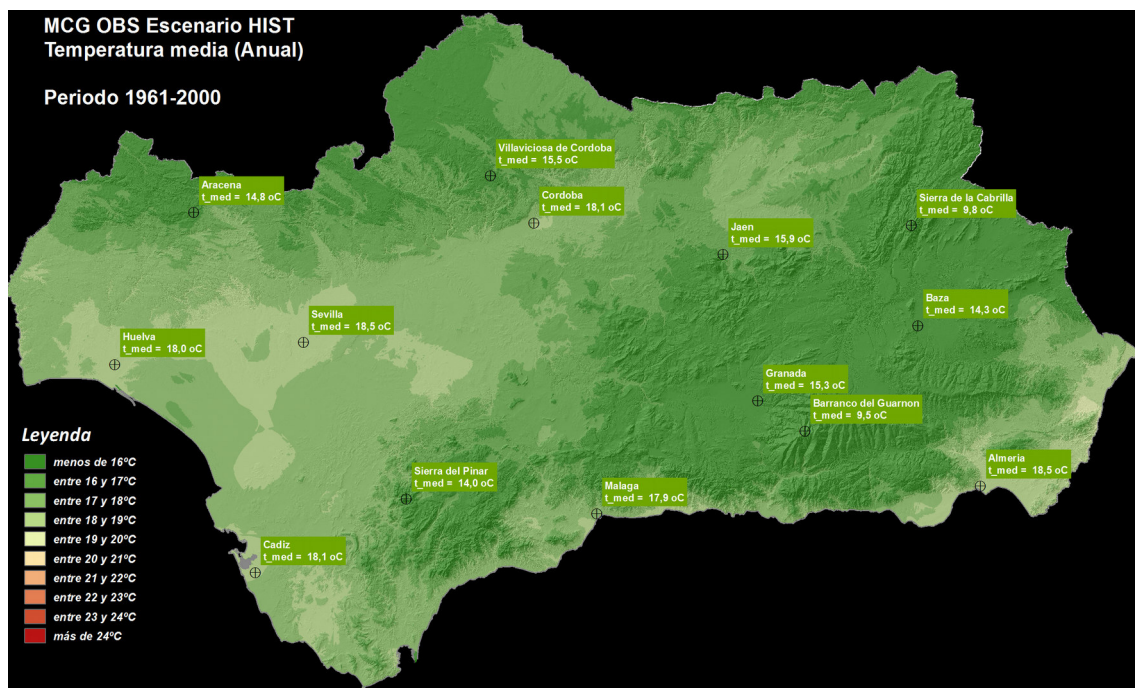 MCG OBS Escenario HIST
Temperatura media (Anual)
Periodo 1961-2000
Villaviciosa de Cordoba
t_med = 15,5 oC
Aracena
t_med = 14,8 oC
Cordoba
t_med = 18,1 oC
Sierra de la Cabrilla
t_med = 9,8 oC
Jaen
t_med = 15,9 oC
Baza
t_med = 14,3 oC
Sevilla
t_med = 18,5 oC
Huelva
t_med = 18,0 oC
Granada
t_med = 15,3 oC
Barranco del Guarnon
t_med = 9,5 oC
Almeria
t_med = 18,5 oC
Sierra del Pinar
t_med = 14,0 oC
Malaga
t_med = 17,9 oC
Cadiz
t_med = 18,1 oC
Leyenda
menos de 16ºC
entre 16 y 17ºC
entre 17 y 18ºC
entre 18 y 19ºC
entre 19 y 20ºC
entre 20 y 21ºC
entre 21 y 22ºC
entre 22 y 23ºC
entre 23 y 24ºC
más de 24ºC